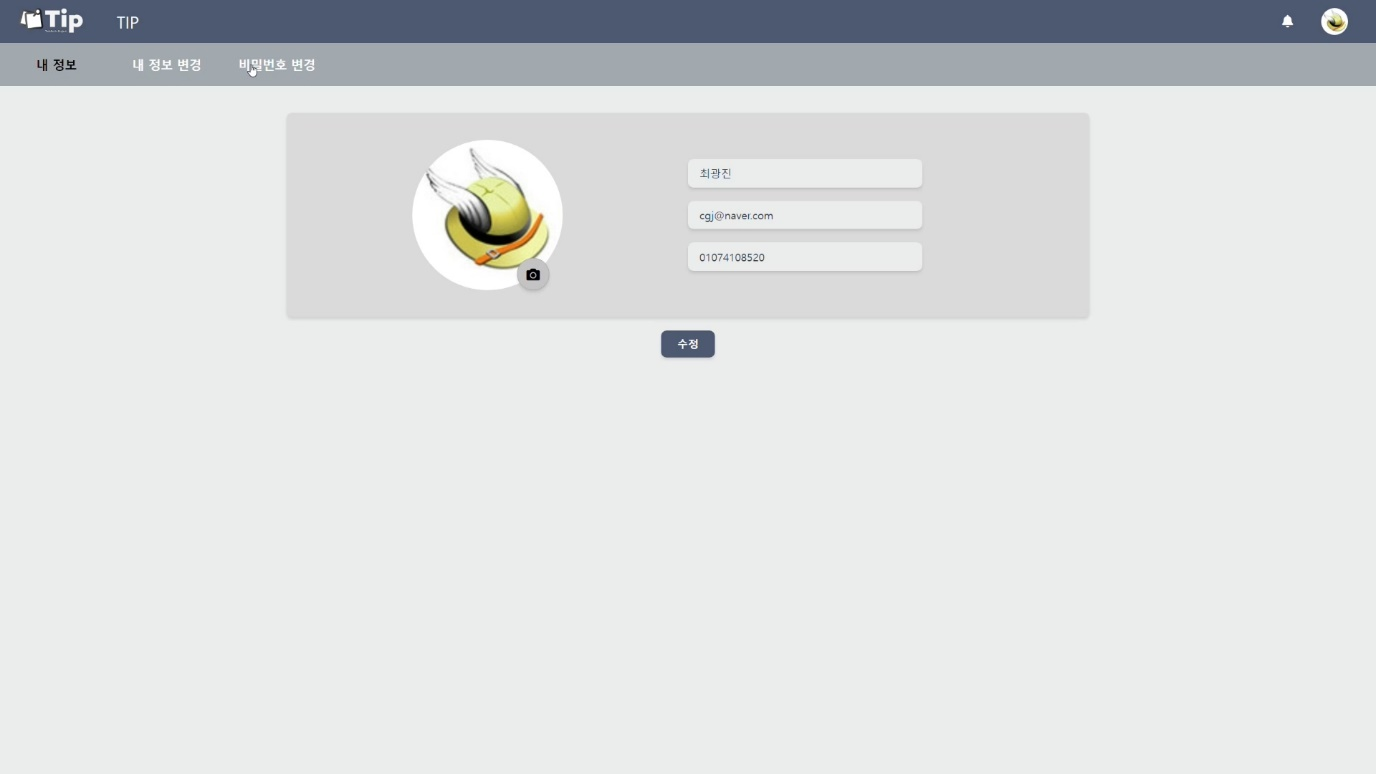 Tip
TIP
내 정보
내 정보 변경
비밀번호 변경
최광진
cgj@naver.com
01074108520
수정